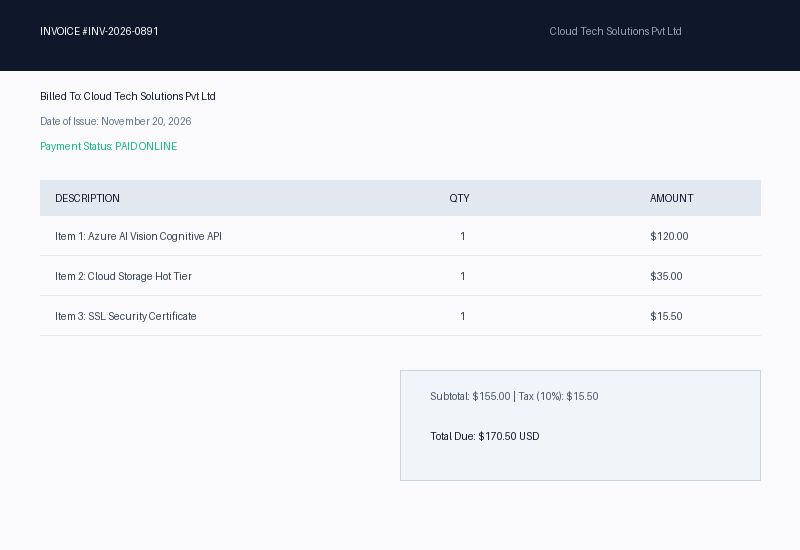 INVOICE #INV-2026-0891
Cloud Tech Solutions Pvt Ltd
Billed To: Cloud Tech Solutions Pvt Ltd
Date of Issue: November 20, 2026
Payment Status: PAID ONLINE
DESCRIPTION QTY AMOUNT
Item 1: Azure AI Vision Cognitive API 1 $120.00
Item 2: Cloud Storage Hot Tier 1 $35.00
Item 3: SSL Security Certificate 1 $15.50
Subtotal: $155.00 | Tax (10%): $15.50
Total Due: $170.50 USD